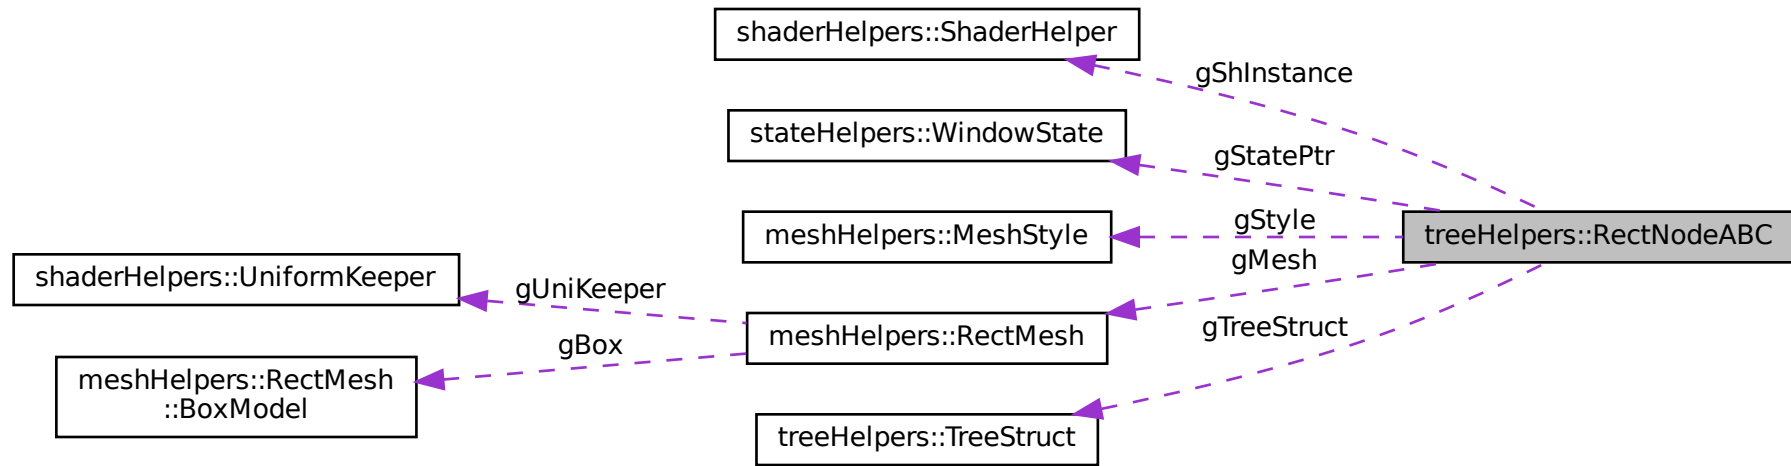 shaderHelpers::ShaderHelper
gShInstance
stateHelpers::WindowState
gStatePtr
meshHelpers::MeshStyle
gStyle
treeHelpers::RectNodeABC
gMesh
shaderHelpers::UniformKeeper
gUniKeeper
meshHelpers::RectMesh
gTreeStruct
gBox
meshHelpers::RectMesh
::BoxModel
treeHelpers::TreeStruct